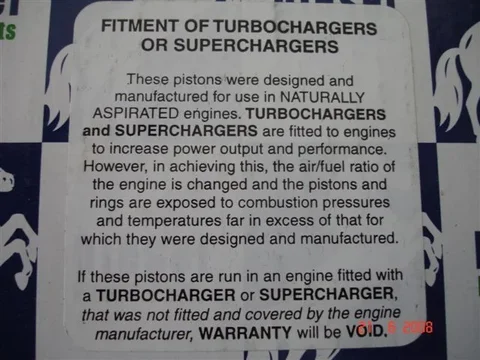 FITMENT OF TURBOCHARGERS
OR SUPERCHARGERS
These pistons were designed and
manufactured for use in NATURALLY
ASPIRATED engines. TURBOCHARGERS
and SUPERCHARGERS are fitted to engines
to increase power output and performance.
However, in achieving this, the air/fuel ratio of
the engine is changed and the pistons and
rings are exposed to combustion pressures
and temperatures far in excess of that for
which they were designed and manufactured.
If these pistons are run in an engine fitted with
a TURBOCHARGER or SUPERCHARGER,
that was not fitted and covered by the engine
manufacturer, WARRANTY will be VOID.